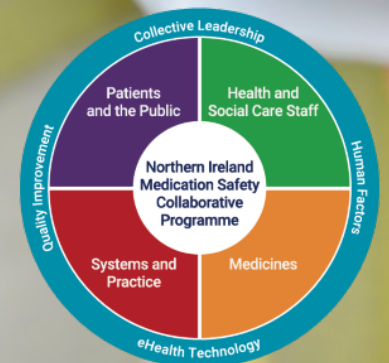 Collective Leadership
Patients
and the Public
Health and
Social Care Staff
Quality Improvement
Northern Ireland
Medication Safety
Collaborative
Programme
Human Factors
Systems and
Practice
Medicines
eHealth Technology